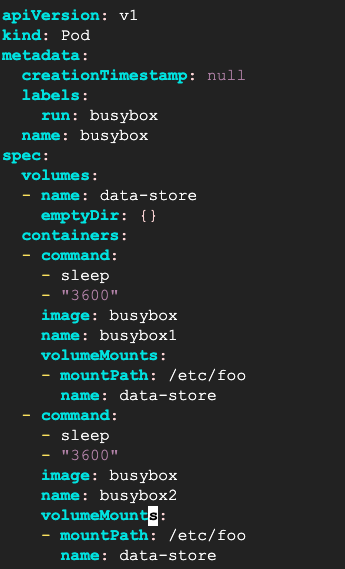 apiVersion: v1
kind: Pod
metadata:
  creationTimestamp: null
  labels:
    run: busybox
  name: busybox
spec:
  volumes:
  - name: data-store
    emptyDir: {}
  containers:
  - command:
    - sleep
    - "3600"
    image: busybox
    name: busybox1
    volumeMounts:
    - mountPath: /etc/foo
      name: data-store
  - command:
    - sleep
    - "3600"
    image: busybox
    name: busybox2
    volumeMounts:
    - mountPath: /etc/foo
      name: data-store